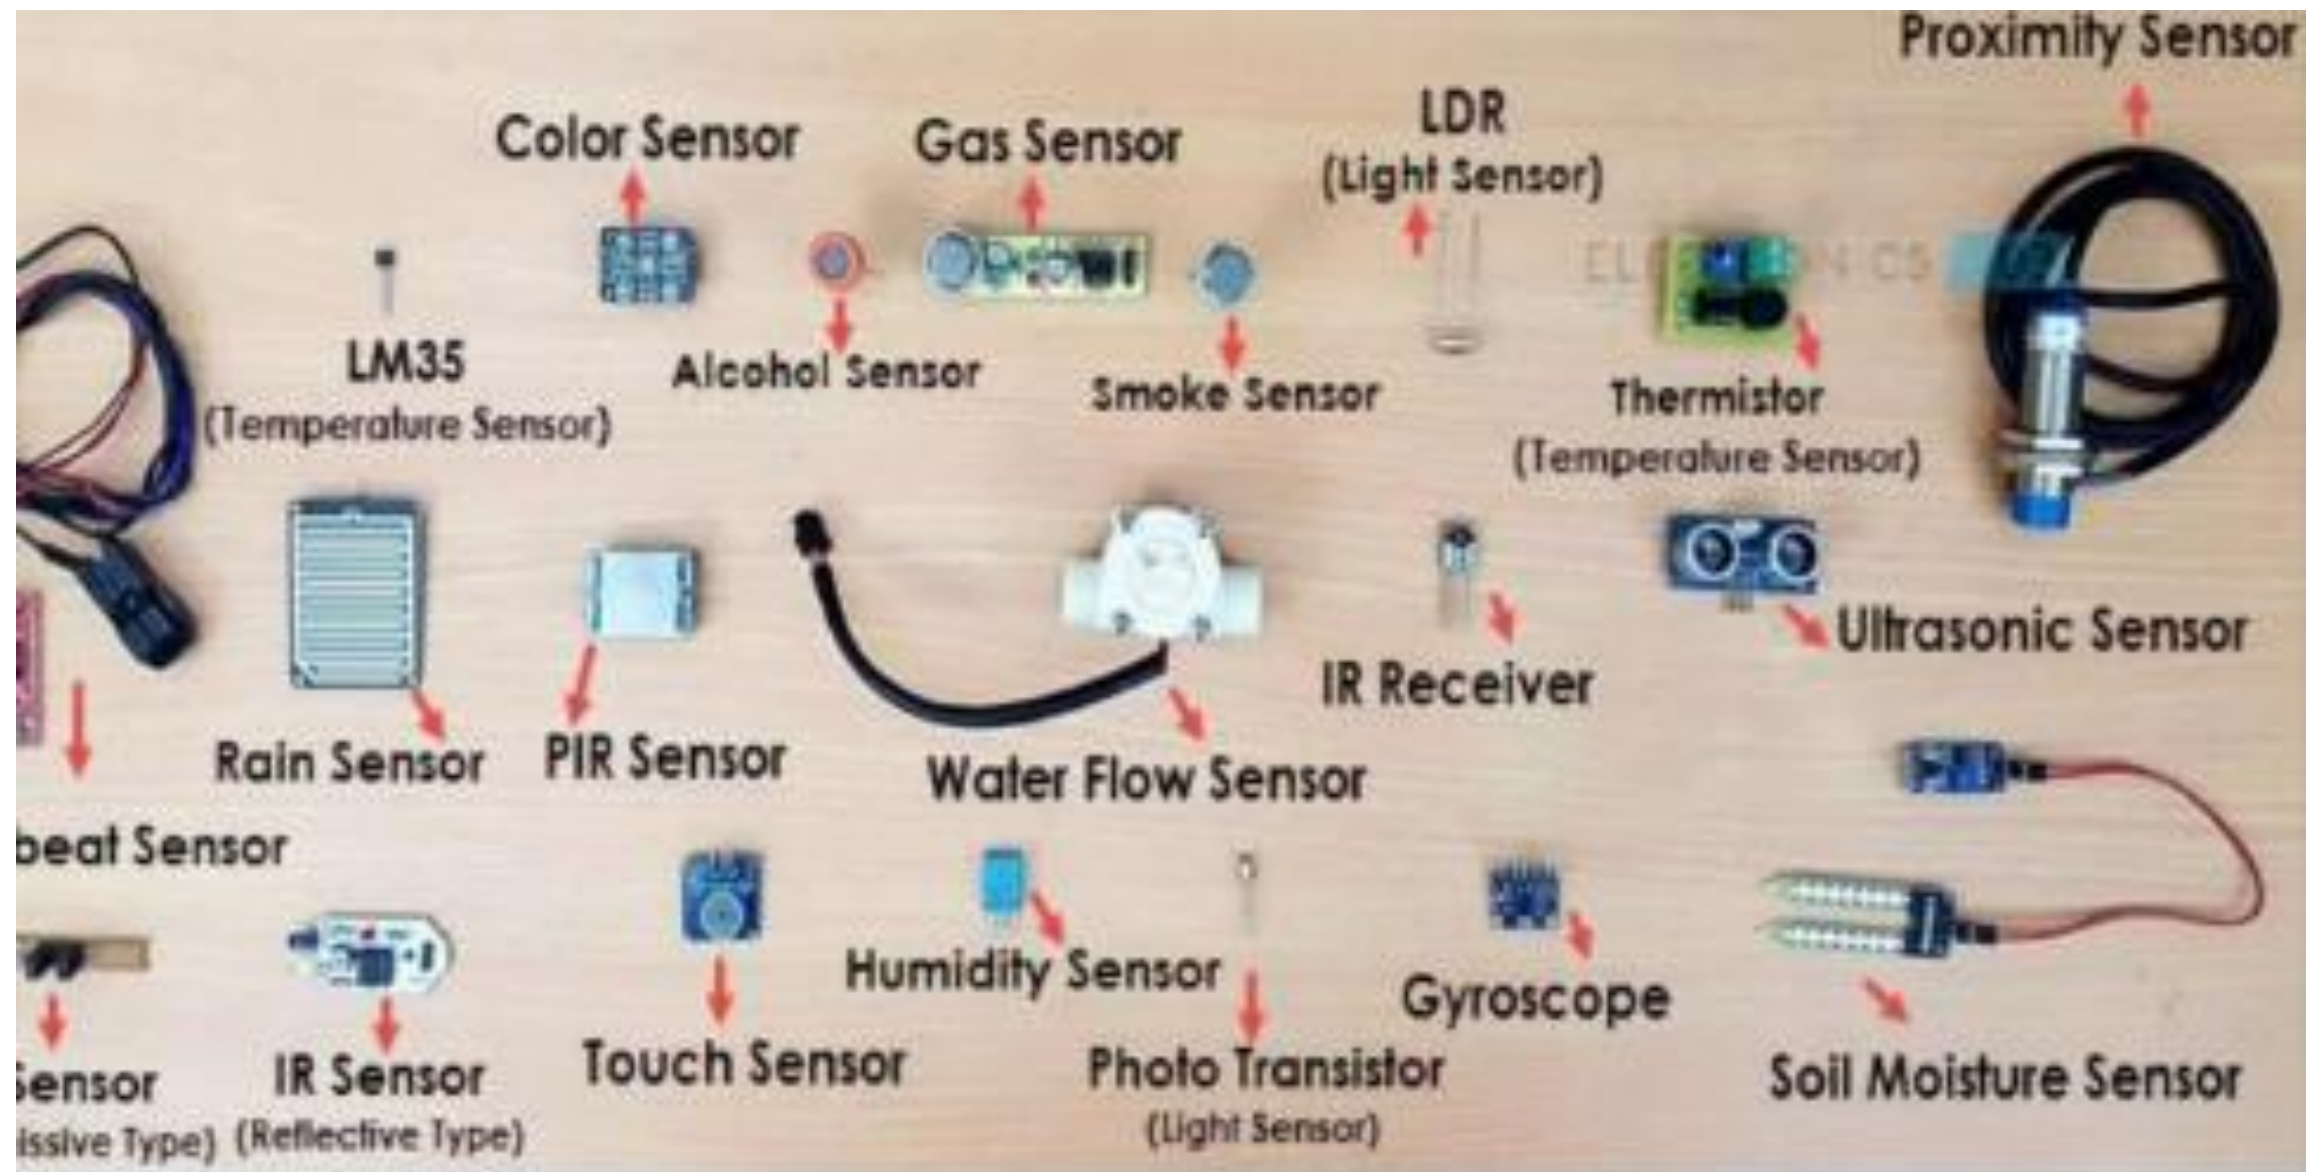 Proximity Sensor
LDR
(Light Sensor)
Color Sensor
Gas Sensor
LM35
(Temperature Sensor)
Alcohol Sensor
Smoke Sensor
Thermistor
(Temperature Sensor)
Ultrasonic Sensor
IR Receiver
Rain Sensor
PIR Sensor
Water Flow Sensor
beat Sensor
Humidity Sensor
Gyroscope
Sensor
issive Type)
IR Sensor
(Reflective Type)
Touch Sensor
Photo Transistor
(Light Sensor)
Soil Moisture Sensor